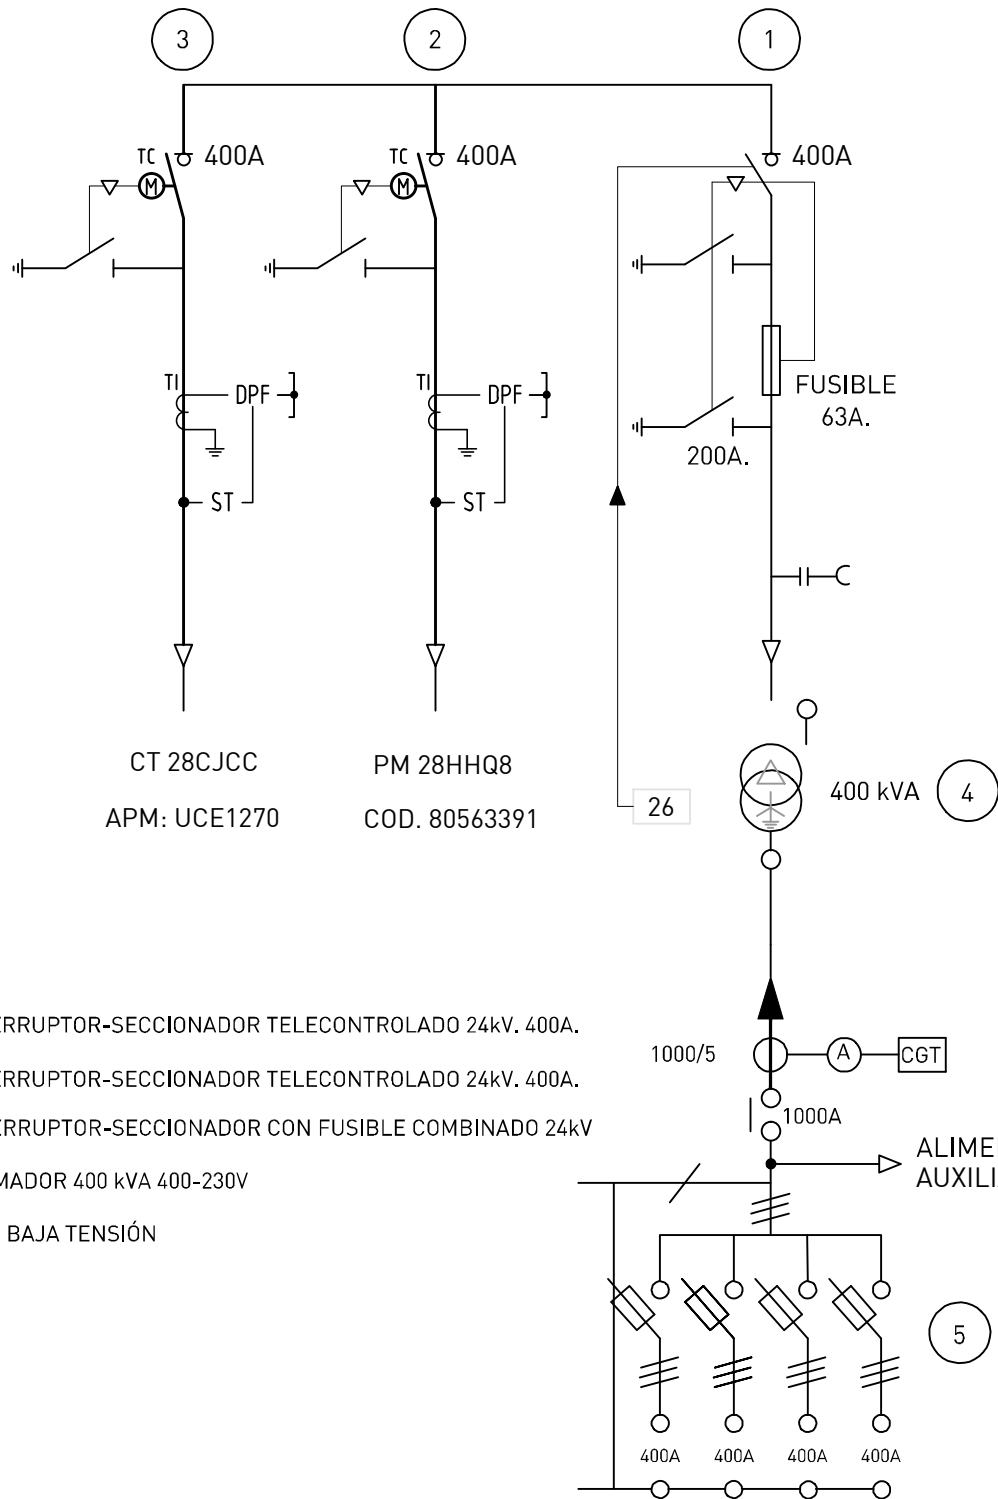 3
2
1
TC
400A
TC
400A
400A
M
M
TI
DPF
TI
DPF
FUSIBLE
63A.
200A.
ST
ST
C
CT 28CJCC
PM 28HHQ8
APM: UCE1270
COD. 80563391
26
400 kVA
4
ERRUPTOR-SECCIONADOR TELECONTROLADO 24kV. 400A.
ERRUPTOR-SECCIONADOR TELECONTROLADO 24kV. 400A.
ERRUPTOR-SECCIONADOR CON FUSIBLE COMBINADO 24kV
MADOR 400 kVA 400-230V
BAJA TENSIÓN
1000/5
A
CGT
1000A
ALIME
AUXILI
5
400A
400A
400A
400A